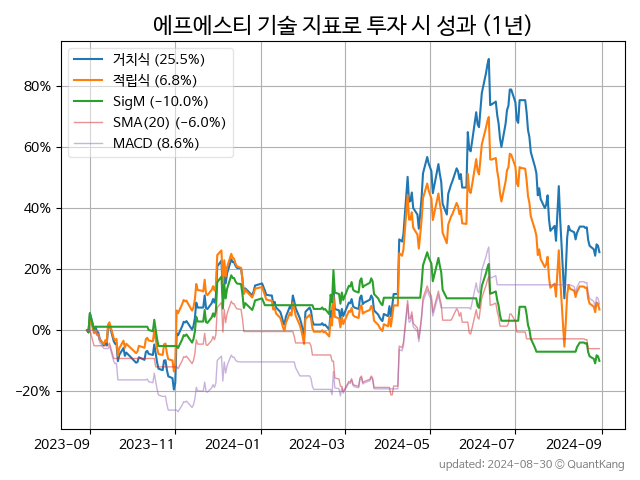 에프에스티 기술 지표로 투자 시 성과 (1년)
거치식 (25.5%)
적립식 (6.8%)
SigM (−10.0%)
SMA(20) (−6.0%)
MACD (8.6%)
80%
60%
40%
20%
0%
−20%
2023−09 2023−11 2024−01 2024−03 2024−05 2024−07 2024−09
updated: 2024−08−30 ⓒ QuantKang